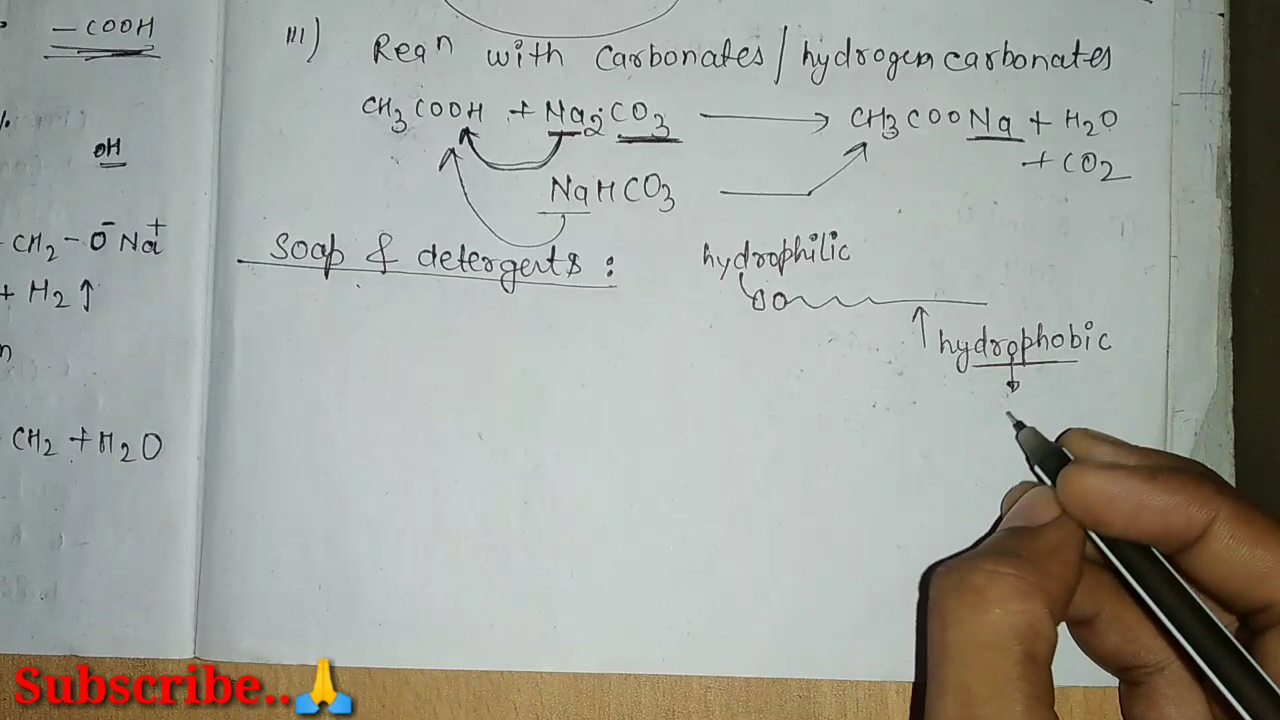 — COOH
OH
CH2 - O⁻ Na⁺
+ H2 ↑
CH2 + H2O
III) Reaⁿ with Carbonates / hydrogen carbonates
CH3COOH + Na2CO3 → CH3COONa + H2O
+ CO2
NaHCO3
Soap & detergents :
hydrophilic
hydrophobic
Subscribe..🙏